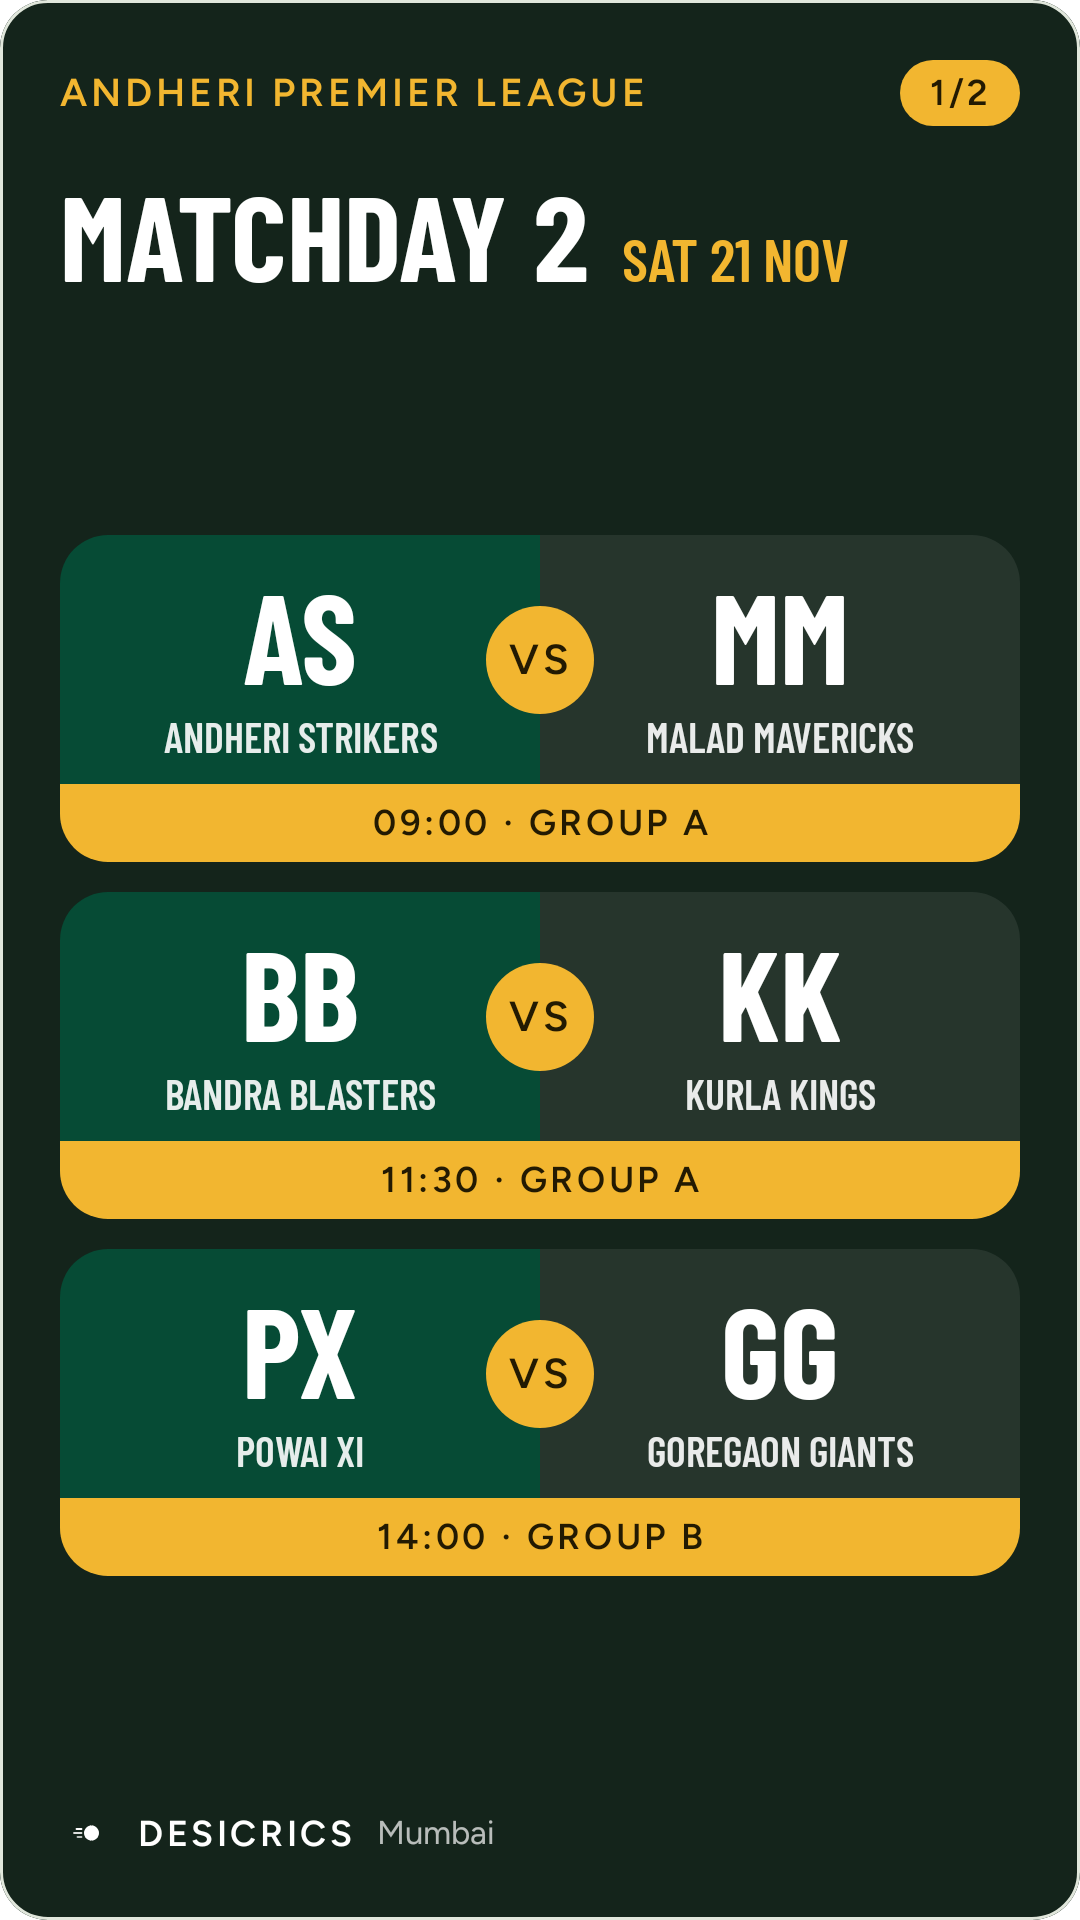 ANDHERI PREMIER LEAGUE 1/2
MATCHDAY 2 SAT 21 NOV
AS VS MM
ANDHERI STRIKERS MALAD MAVERICKS
09:00 · GROUP A
BB VS KK
BANDRA BLASTERS KURLA KINGS
11:30 · GROUP A
PX VS GG
POWAI XI GOREGAON GIANTS
14:00 · GROUP B
DESICRICS Mumbai